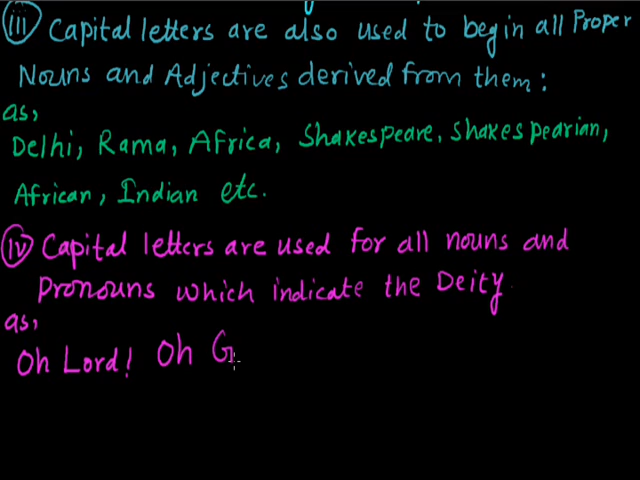 (iii) Capital letters are also used to begin all Proper
Nouns and Adjectives derived from them :
as,
Delhi, Rama, Africa, Shakespeare, Shakespearian,
African, Indian etc.
(iv) Capital letters are used for all nouns and
Pronouns which indicate the Deity
as,
Oh Lord! Oh G